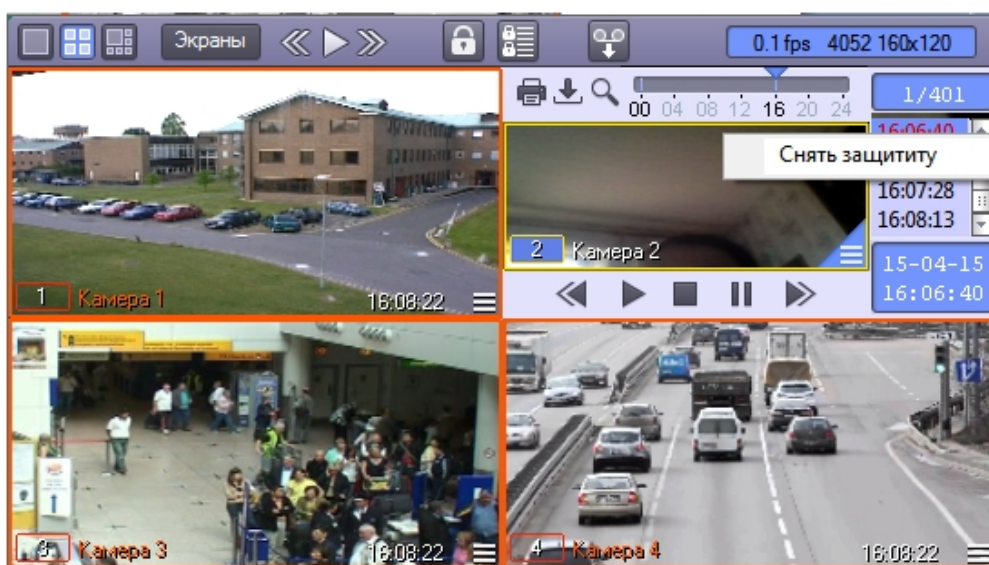 Экраны
0.1 fps 4052 160x120
00 04 08 12 16 20 24
1/401
16:06:40
Снять защититу
16:07:28
16:08:13
2 Камера 2
15-04-15
16:06:40
1 Камера 1 16:08:22
3 Камера 3 16:08:22
4 Камера 4 16:08:22